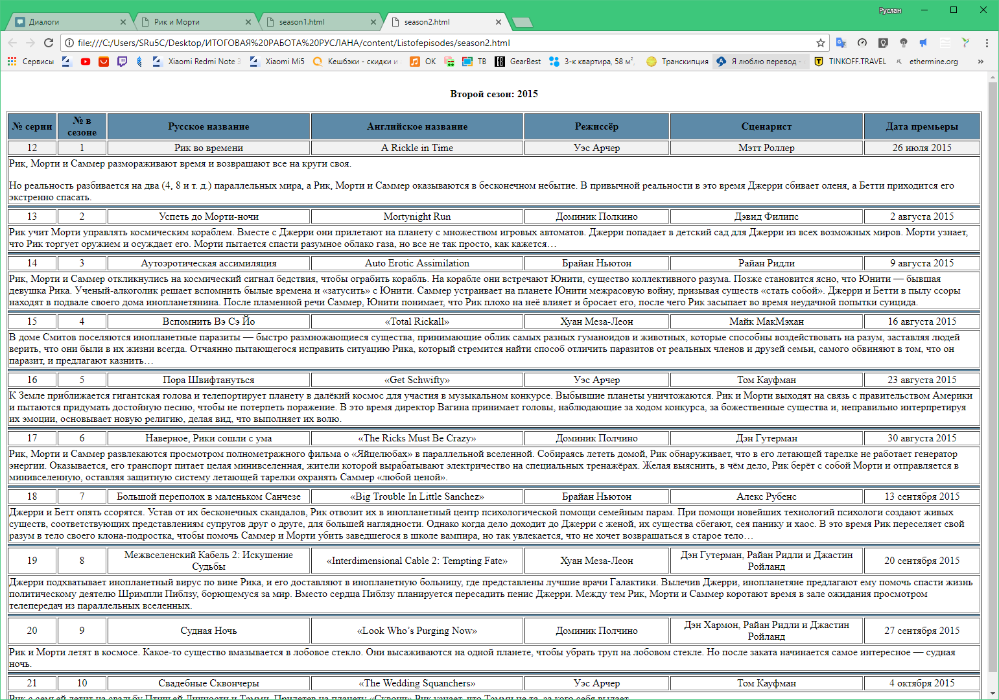 Руслан
Диалоги
Рик и Морти
season1.html
season2.html
file:///C:/Users/SRu5C/Desktop/ИТОГОВАЯ%20РАБОТА%20РУСЛАНА/content/Listofepisodes/season2.html
Сервисы
Xiaomi Redmi Note 3
Xiaomi Mi5
Кешбэки - скидки и
OK
ТВ
GearBest
3-к квартира, 58 м²,
Транскипция
Я люблю перевод -
TINKOFF.TRAVEL
ethermine.org
»
Второй сезон: 2015
№ серии № в сезоне Русское название Английское название Режиссёр Сценарист Дата премьеры
12 1 Рик во времени A Rickle in Time Уэс Арчер Мэтт Роллер 26 июля 2015
Рик, Морти и Саммер размораживают время и возвращают все на круги своя.
Но реальность разбивается на два (4, 8 и т. д.) параллельных мира, а Рик, Морти и Саммер оказываются в бесконечном небытие. В привычной реальности в это время Джерри сбивает оленя, а Бетти приходится его
экстренно спасать.
13 2 Успеть до Морти-ночи Mortynight Run Доминик Полкино Дэвид Филипс 2 августа 2015
Рик учит Морти управлять космическим кораблем. Вместе с Джерри они прилетают на планету с множеством игровых автоматов. Джерри попадает в детский сад для Джерри из всех возможных миров. Морти узнает,
что Рик торгует оружием и осуждает его. Морти пытается спасти разумное облако газа, но все не так просто, как кажется…
14 3 Аутоэротическая ассимиляция Auto Erotic Assimilation Брайан Ньютон Райан Ридли 9 августа 2015
Рик, Морти и Саммер откликнулись на космический сигнал бедствия, чтобы ограбить корабль. На корабле они встречают Юнити, существо коллективного разума. Позже становится ясно, что Юнити — бывшая
девушка Рика. Ученый-алкоголик решает вспомнить былые времена и «затусить» с Юнити. Саммер устраивает на планете Юнити межрасовую войну, призывая существ «стать собой». Джерри и Бетти в пылу ссоры
находят в подвале своего дома инопланетянина. После пламенной речи Саммер, Юнити понимает, что Рик плохо на неё влияет и бросает его, после чего Рик засыпает во время неудачной попытки суицида.
15 4 Вспомнить Вэ Сэ Йо «Total Rickall» Хуан Меза-Леон Майк МакМэхан 16 августа 2015
В доме Смитов поселяются инопланетные паразиты — быстро размножающиеся существа, принимающие облик самых разных гуманоидов и животных, которые способны воздействовать на разум, заставляя людей
верить, что они были в их жизни всегда. Отчаянно пытающегося исправить ситуацию Рика, который стремится найти способ отличить паразитов от реальных членов и друзей семьи, самого обвиняют в том, что он
паразит, и предлагают казнить…
16 5 Пора Швифтануться «Get Schwifty» Уэс Арчер Том Кауфман 23 августа 2015
К Земле приближается гигантская голова и телепортирует планету в далёкий космос для участия в музыкальном конкурсе. Выбывшие планеты уничтожаются. Рик и Морти выходят на связь с правительством Америки
и пытаются придумать достойную песню, чтобы не потерпеть поражение. В это время директор Вагина принимает головы, наблюдающие за ходом конкурса, за божественные существа и, неправильно интерпретируя
их эмоции, основывает новую религию, делая вид, что выполняет их волю.
17 6 Наверное, Рики сошли с ума «The Ricks Must Be Crazy» Доминик Полчино Дэн Гутерман 30 августа 2015
Рик, Морти и Саммер развлекаются просмотром полнометражного фильма о «Яйцелюбах» в параллельной вселенной. Собираясь лететь домой, Рик обнаруживает, что в его летающей тарелке не работает генератор
энергии. Оказывается, его транспорт питает целая минивселенная, жители которой вырабатывают электричество на специальных тренажёрах. Желая выяснить, в чём дело, Рик берёт с собой Морти и отправляется в
минивселенную, оставляя защитную систему летающей тарелки охранять Саммер «любой ценой».
18 7 Большой переполох в маленьком Санчезе «Big Trouble In Little Sanchez» Брайан Ньютон Алекс Рубенс 13 сентября 2015
Джерри и Бетт опять ссорятся. Устав от их бесконечных скандалов, Рик отвозит их в инопланетный центр психологической помощи семейным парам. При помощи новейших технологий психологи создают живых
существ, соответствующих представлениям супругов друг о друге, для большей наглядности. Однако когда дело доходит до Джерри с женой, их существа сбегают, сея панику и хаос. В это время Рик переселяет свой
разум в тело своего клона-подростка, чтобы помочь Саммер и Морти убить заведшегося в школе вампира, но так увлекается, что не хочет возвращаться в старое тело…
19 8 Межвселенский Кабель 2: Искушение Судьбы «Interdimensional Cable 2: Tempting Fate» Хуан Меза-Леон Дэн Гутерман, Райан Ридли и Джастин Ройланд 20 сентября 2015
Джерри подхватывает инопланетный вирус по вине Рика, и его доставляют в инопланетную больницу, где представлены лучшие врачи Галактики. Вылечив Джерри, инопланетяне предлагают ему помочь спасти жизнь
политическому деятелю Шримпли Пиблзу, борющемуся за мир. Вместо сердца Пиблзу планируется пересадить пенис Джерри. Между тем Рик, Морти и Саммер коротают время в зале ожидания просмотром
телепередач из параллельных вселенных.
20 9 Судная Ночь «Look Who’s Purging Now» Доминик Полчино Дэн Хармон, Райан Ридли и Джастин Ройланд 27 сентября 2015
Рик и Морти летят в космосе. Какое-то существо вмазывается в лобовое стекло. Они высаживаются на одной планете, чтобы убрать труп на лобовом стекле. Но после заката начинается самое интересное — судная
ночь.
21 10 Свадебные Сквончеры «The Wedding Squanchers» Уэс Арчер Том Кауфман 4 октября 2015
Рик с семьей летит на свадьбу Птичьей Личности и Тэмми. Прилетев на планету «Сквонч» Рик узнает, что Тэмми не та, за кого себя выдает.